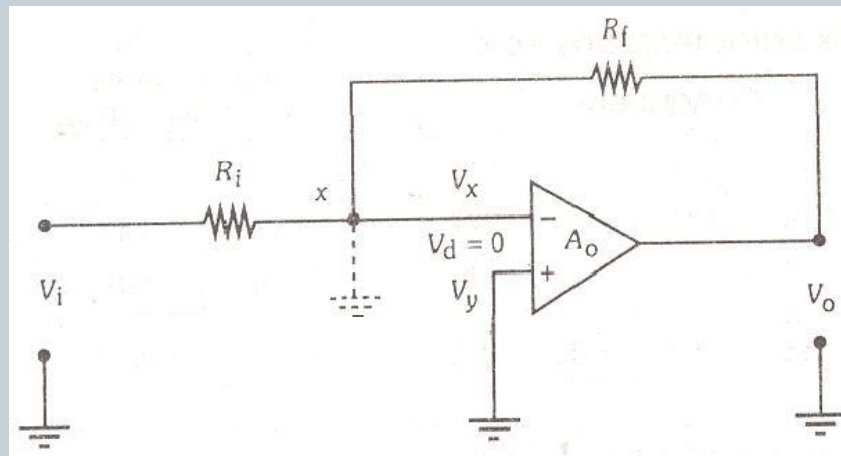 R_f
R_i
x
V_x
−
V_d = 0
A_o
V_i
V_y
+
V_o